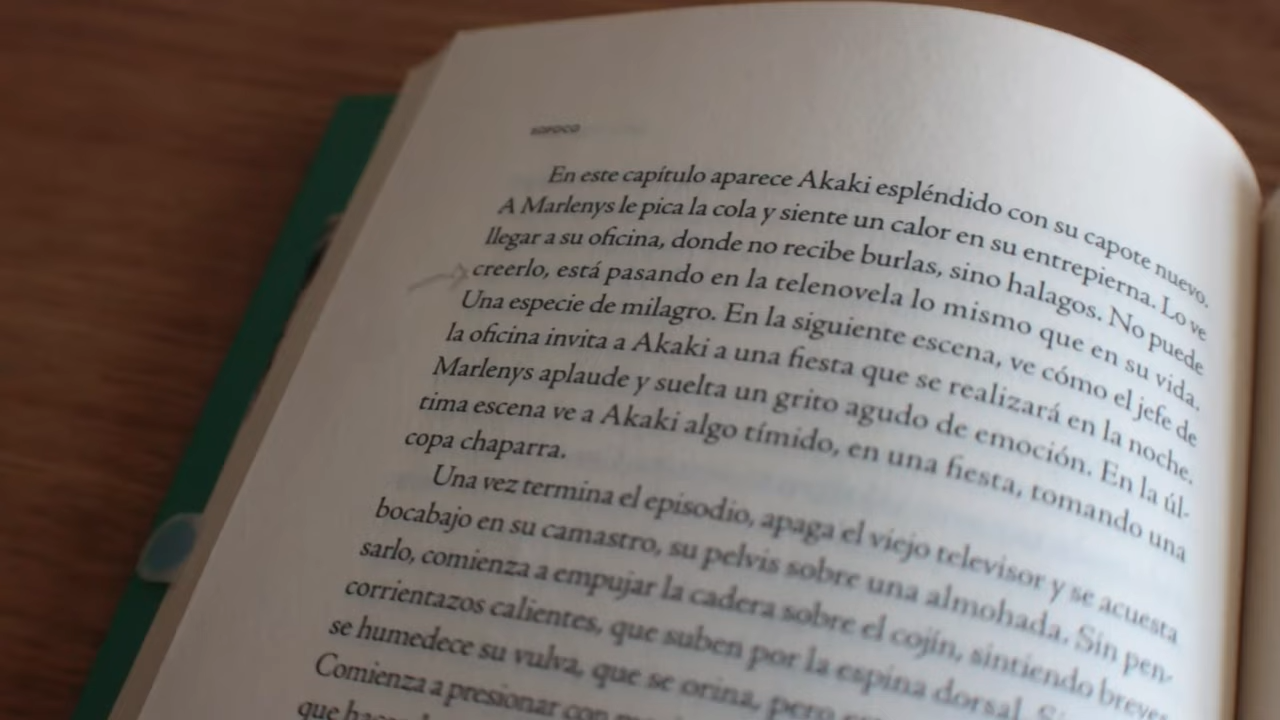 SOFOCO
En este capítulo aparece Akaki espléndido con su capote nuevo.
A Marlenys le pica la cola y siente un calor en su entrepierna. Lo ve
llegar a su oficina, donde no recibe burlas, sino halagos. No puede
creerlo, está pasando en la telenovela lo mismo que en su vida.
Una especie de milagro. En la siguiente escena, ve cómo el jefe de
la oficina invita a Akaki a una fiesta que se realizará en la noche.
Marlenys aplaude y suelta un grito agudo de emoción. En la úl-
tima escena ve a Akaki algo tímido, en una fiesta, tomando una
copa chaparra.
Una vez termina el episodio, apaga el viejo televisor y se acuesta
bocabajo en su camastro, su pelvis sobre una almohada. Sin pen-
sarlo, comienza a empujar la cadera sobre el cojín, sintiendo breves
corrientazos calientes, que suben por la espina dorsal.
se humedece su vulva, que se orina, pero
Comienza a presionar con
que